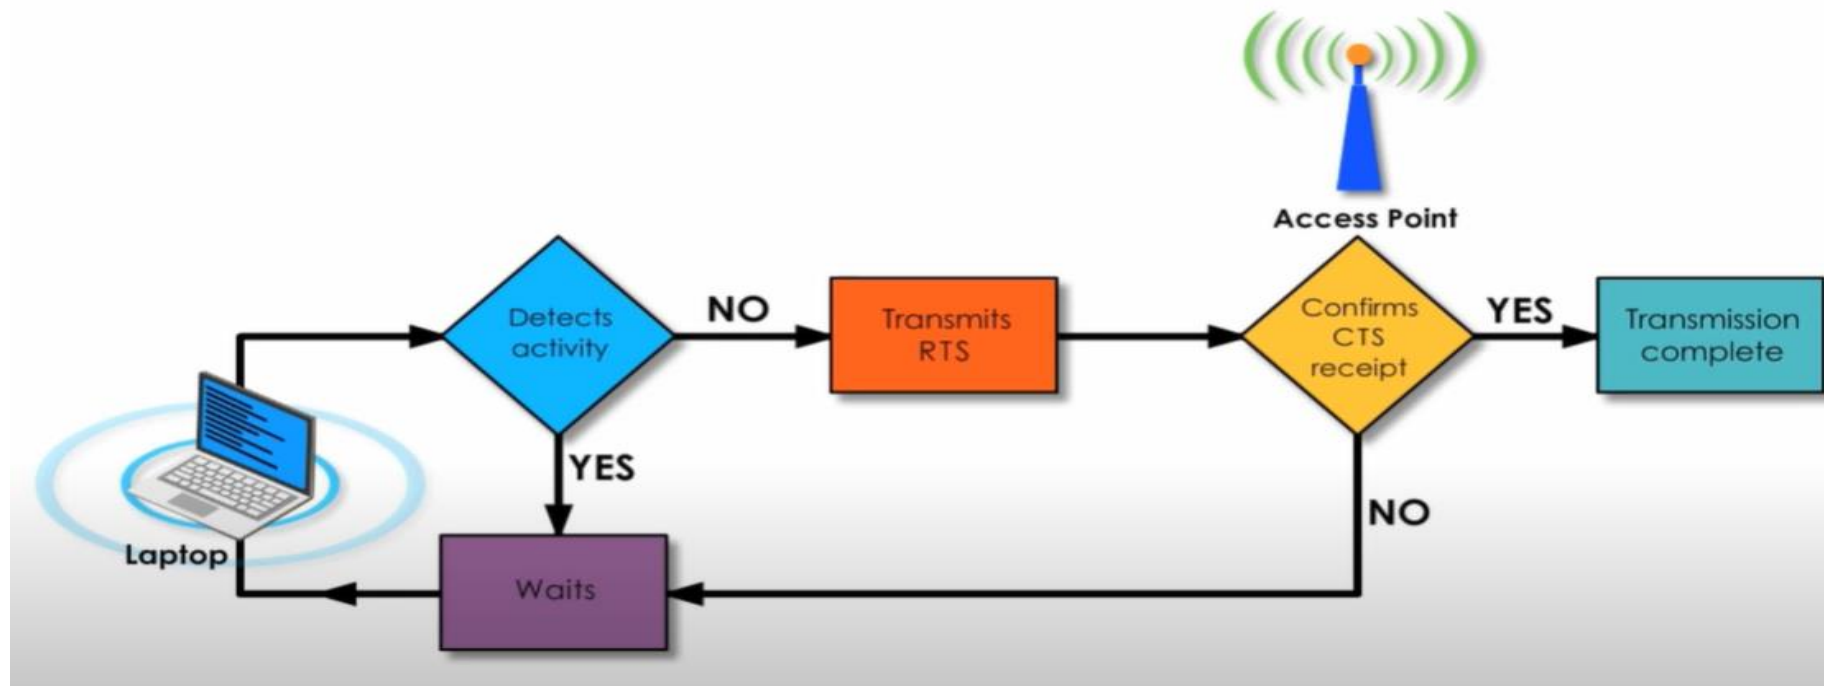 Access Point
Detects
activity
NO
Transmits
RTS
Confirms
CTS
receipt
YES
Transmission
complete
YES
NO
Laptop
Waits